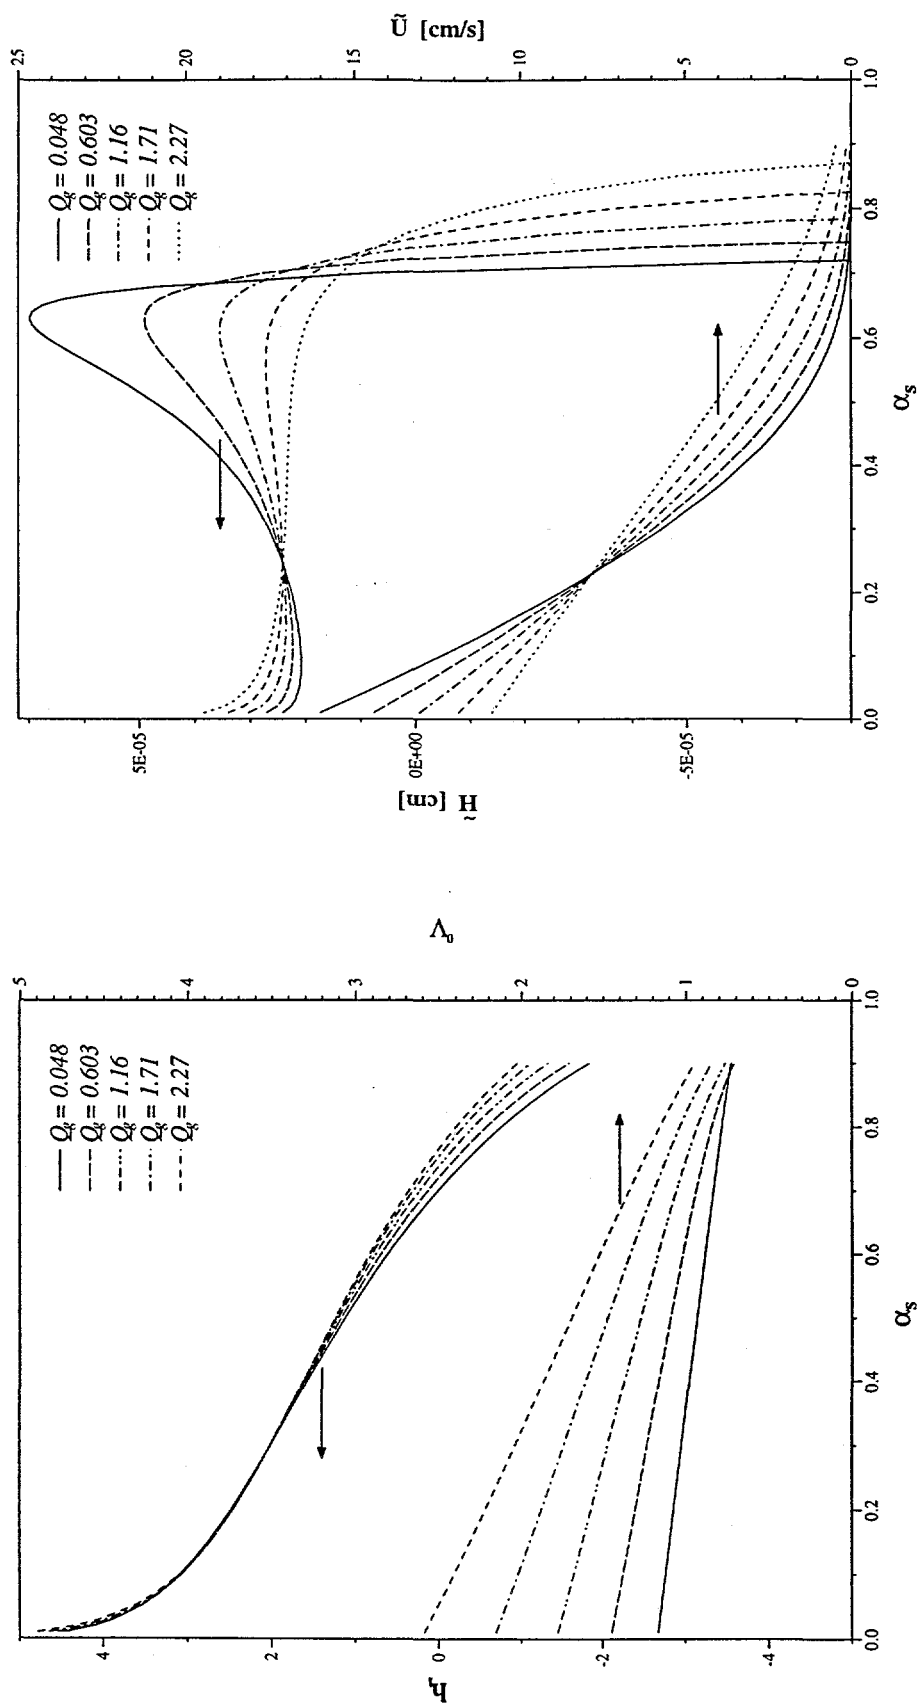 Ũ [cm/s]
25
20
15
10
5
0
Q_g = 0.048
Q_g = 0.603
Q_g = 1.16
Q_g = 1.71
Q_g = 2.27
0.0
0.2
0.4
0.6
0.8
1.0
α_s
5E-05
0E+00
-5E-05
H̃ [cm]
V_0
5
4
3
2
1
0
Q_g = 0.048
Q_g = 0.603
Q_g = 1.16
Q_g = 1.71
Q_g = 2.27
0.0
0.2
0.4
0.6
0.8
1.0
α_s
4
2
0
-2
-4